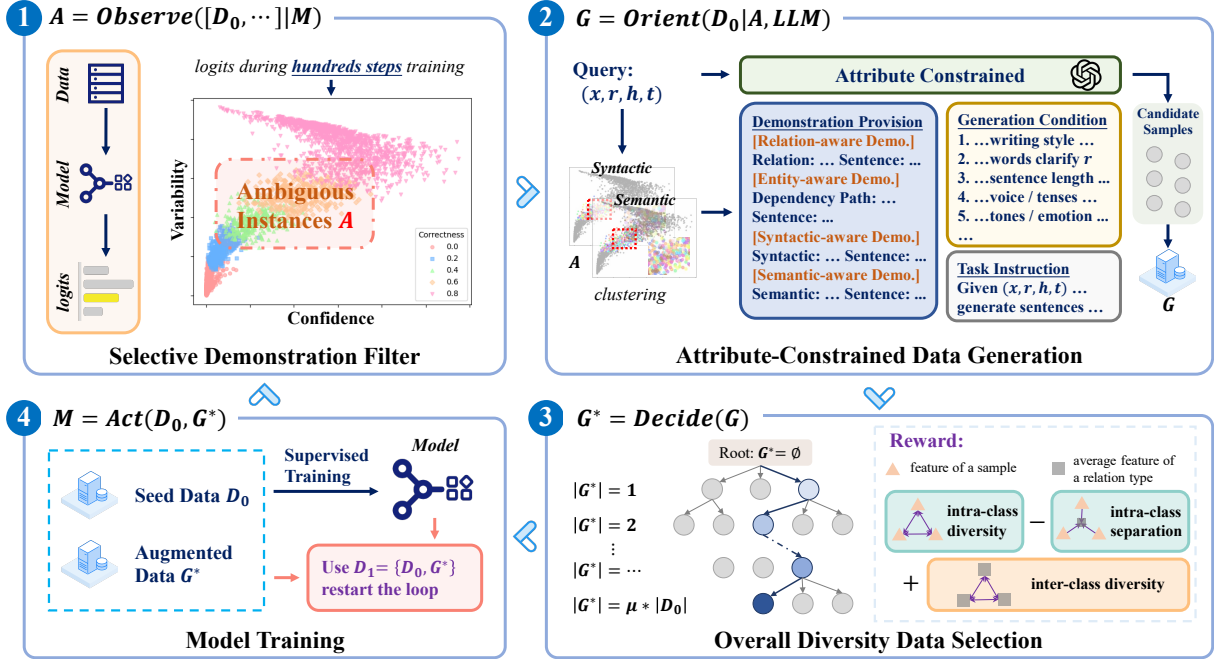 1
A = Observe([D₀, ⋯]|M)
Data
Model
logits
logits during hundreds steps training
Variability
Ambiguous
Instances A
Correctness
0.0
0.2
0.4
0.6
0.8
Confidence
Selective Demonstration Filter
2
G = Orient(D₀|A, LLM)
Query:
(x, r, h, t)
Attribute Constrained
Syntactic
Semantic
A
clustering
Demonstration Provision
[Relation-aware Demo.]
Relation: … Sentence: ...
[Entity-aware Demo.]
Dependency Path: …
Sentence: ...
[Syntactic-aware Demo.]
Syntactic: … Sentence: ...
[Semantic-aware Demo.]
Semantic: … Sentence: ...
Generation Condition
1. …writing style …
2. …words clarify r
3. …sentence length ...
4. …voice / tenses …
5. …tones / emotion ...
…
Task Instruction
Given (x, r, h, t) …
generate sentences …
Candidate
Samples
G
Attribute-Constrained Data Generation
4
M = Act(D₀, G*)
Seed Data D₀
Augmented
Data G*
Supervised
Training
Model
Use D₁= {D₀, G*}
restart the loop
Model Training
3
G* = Decide(G)
Root: G*= ∅
|G*| = 1
|G*| = 2
⋮
|G*| = ⋯
|G*| = μ * |D₀|
Reward:
feature of a sample
average feature of
a relation type
intra-class
diversity
−
intra-class
separation
+
inter-class diversity
Overall Diversity Data Selection